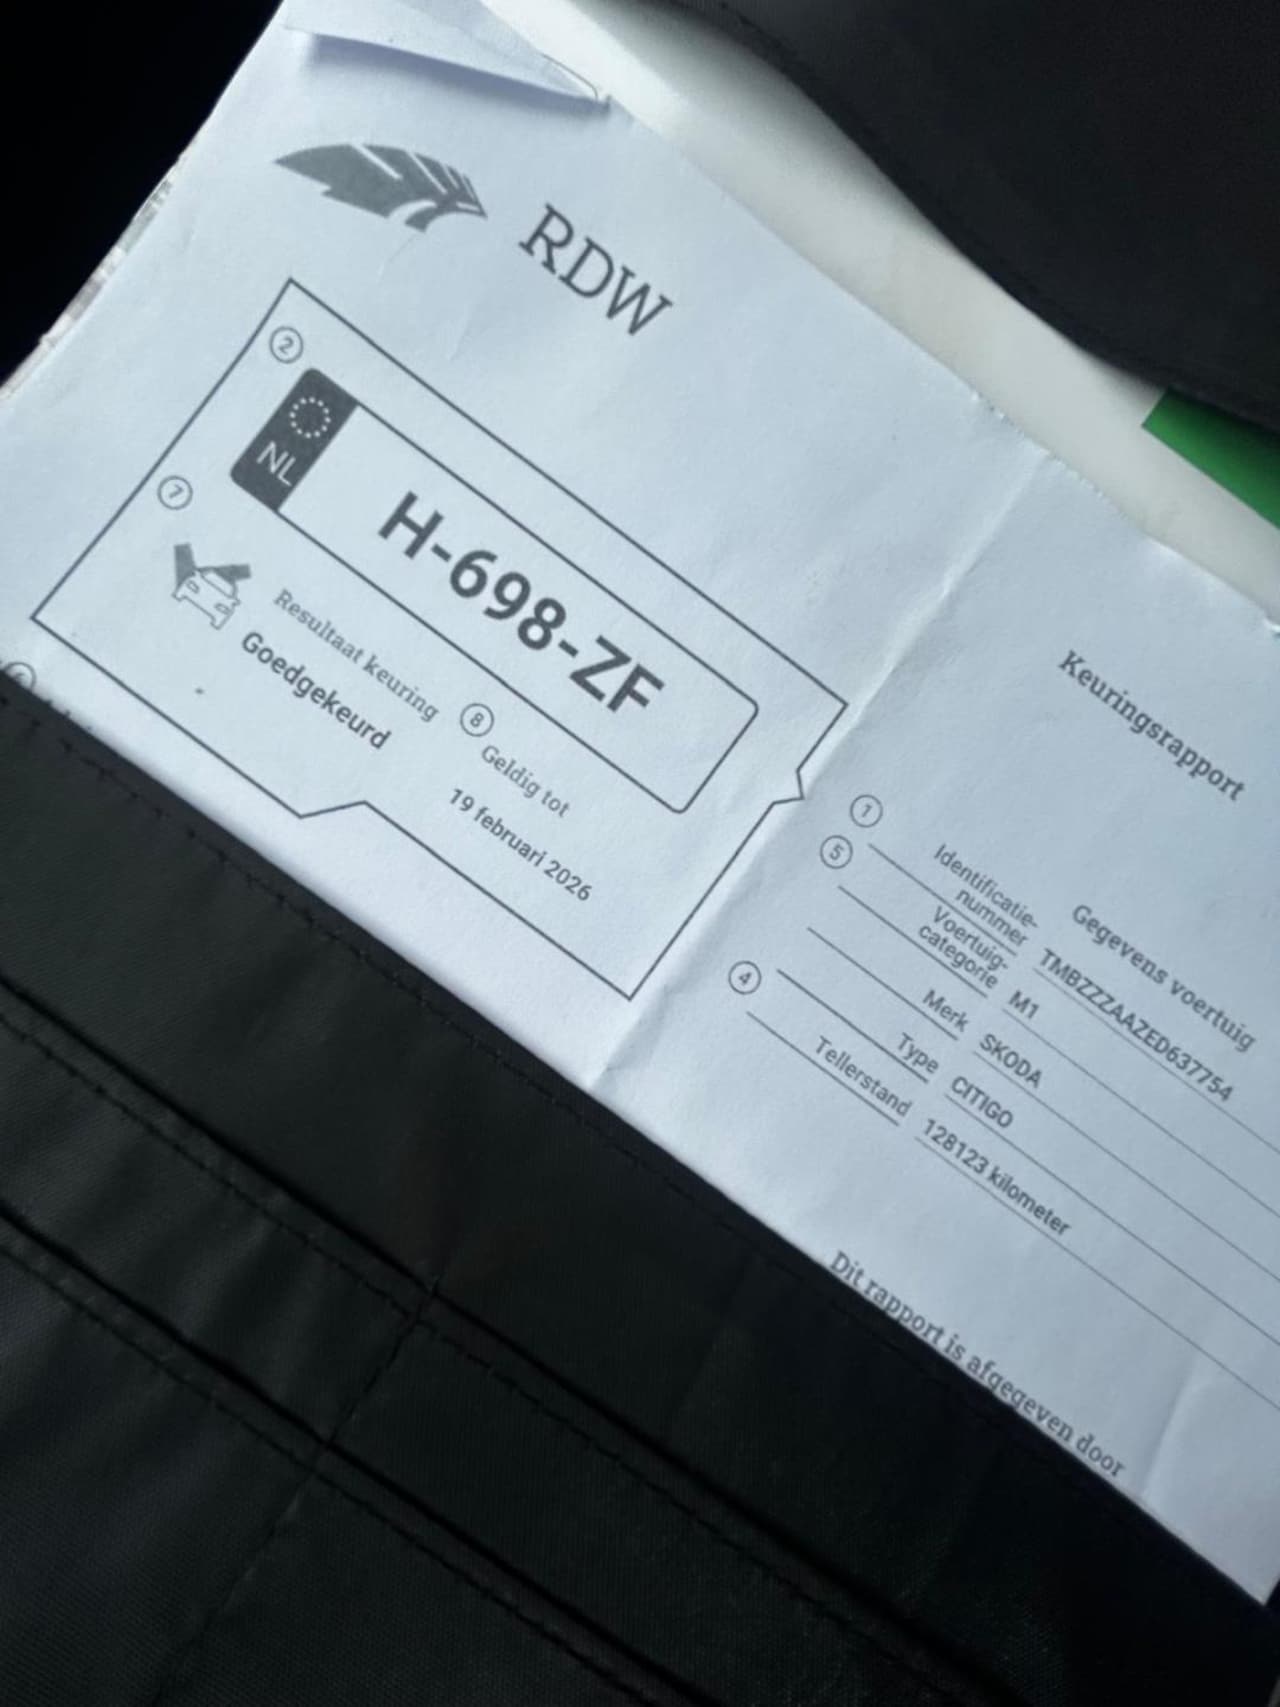 RDW
2
NL
H-698-ZF
7
Resultaat keuring
Goedgekeurd
8
Geldig tot
19 februari 2026
6
Keuringsrapport
Gegevens voertuig
1
Identificatie-
nummer TMBZZZAAZED637754
5
Voertuig-
categorie M1
Merk SKODA
4
Type CITIGO
Tellerstand 128123 kilometer
Dit rapport is afgegeven door